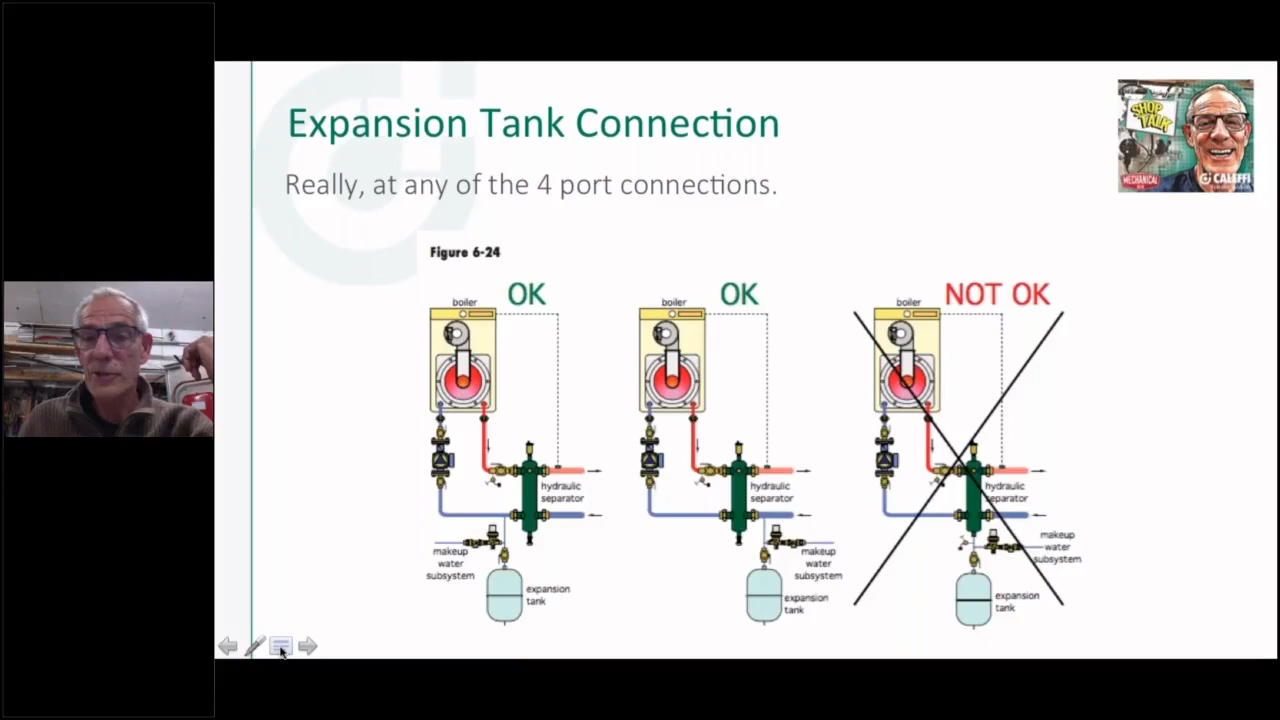 Expansion Tank Connection
Really, at any of the 4 port connections.
SHOP
TALK
MECHANICAL
CALEFFI
Figure 6-24
OK
OK
NOT OK
boiler
boiler
boiler
hydraulic
separator
hydraulic
separator
hydraulic
separator
makeup
water
subsystem
expansion
tank
makeup
water
subsystem
expansion
tank
makeup
water
subsystem
expansion
tank